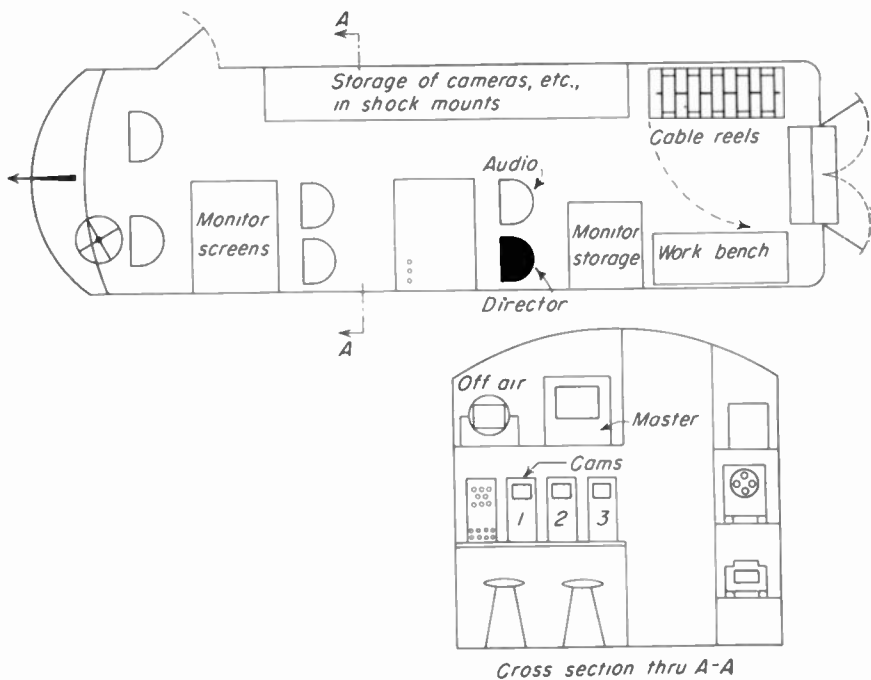 A
Storage of cameras, etc.,
in shock mounts
Cable reels
Audio
Monitor
screens
Monitor
storage
Work bench
Director
A
Off air
Master
Cams
1 2 3
Cross section thru A-A